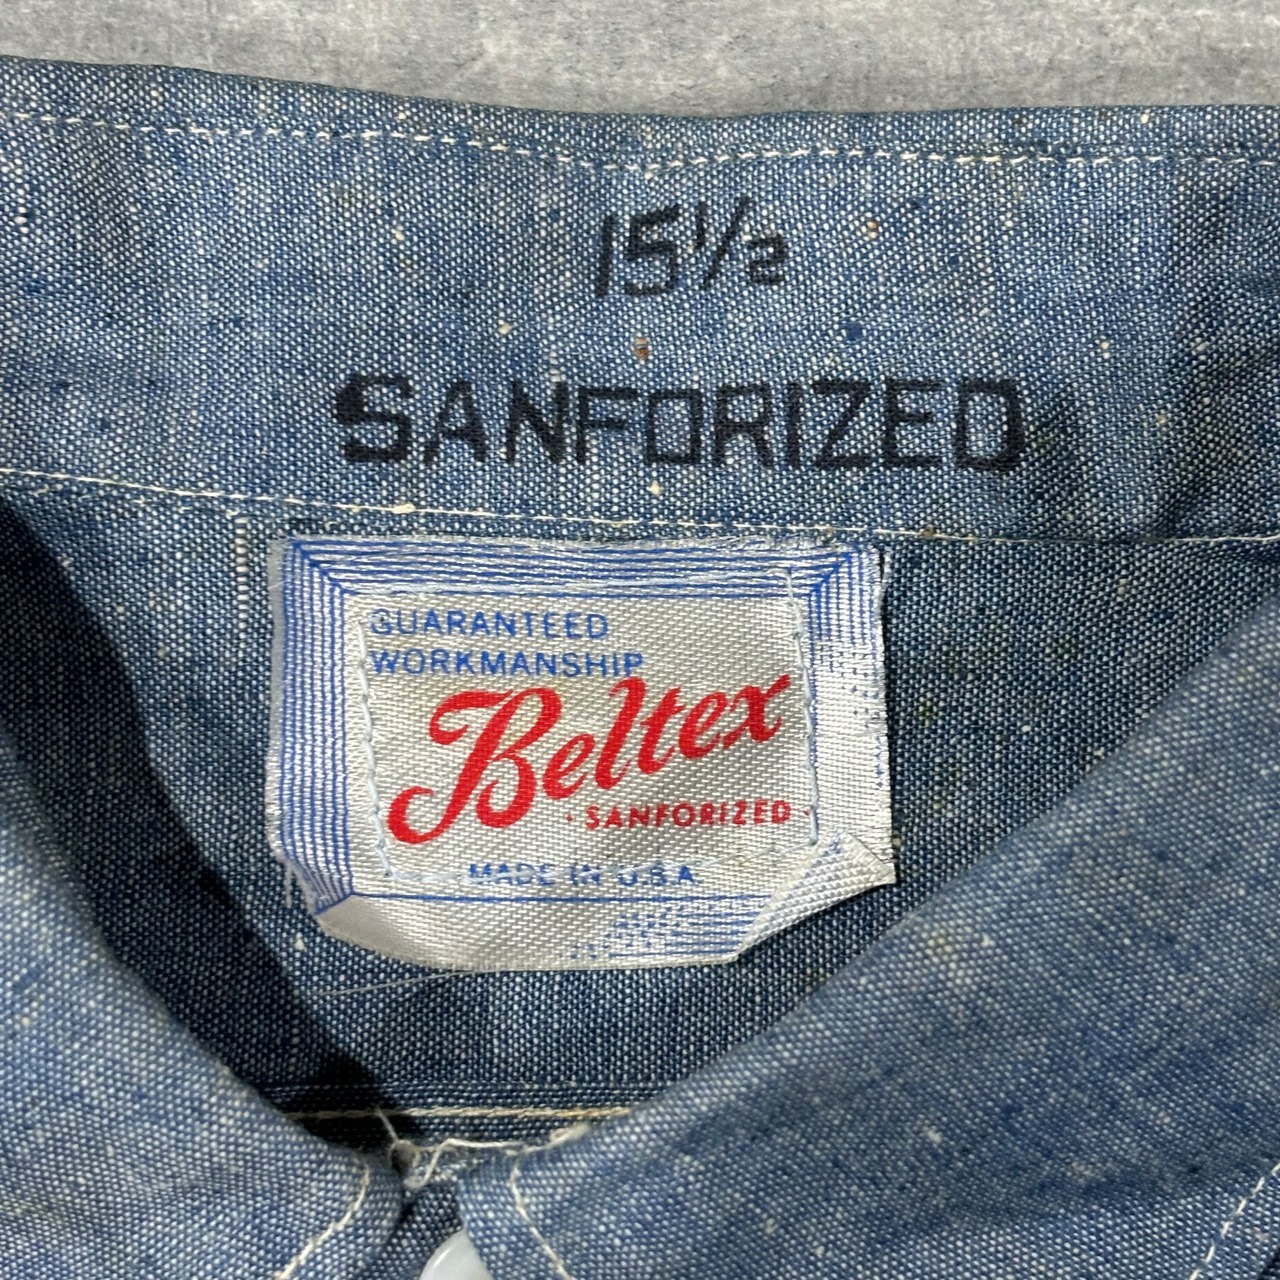 15½
SANFORIZED
GUARANTEED
WORKMANSHIP
Beltex
· SANFORIZED ·
MADE IN U.S.A.